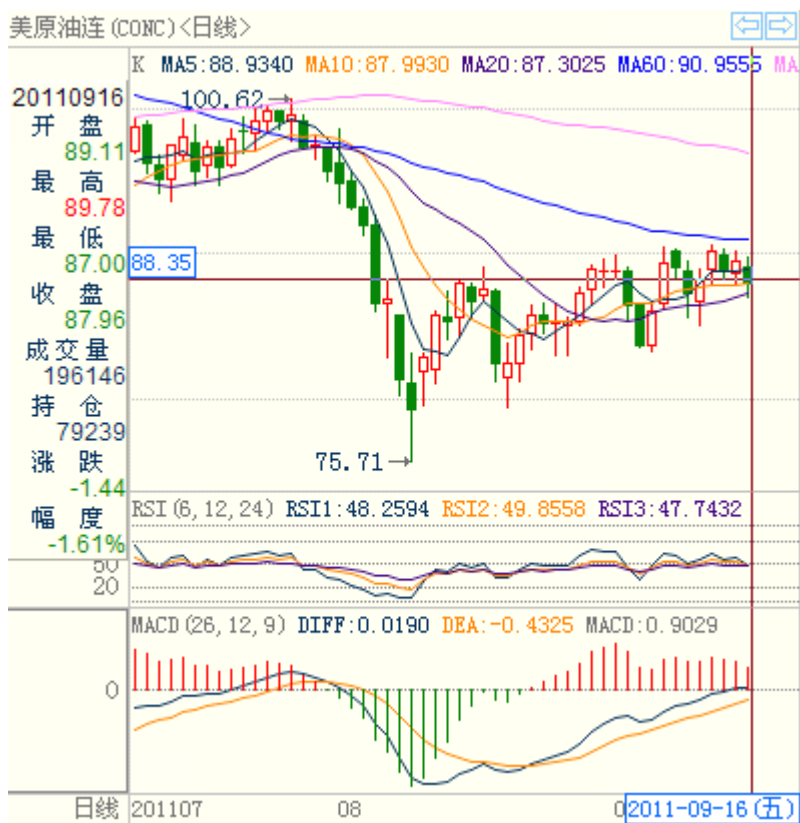 美原油连(CONC)<日线>
K MA5:88.9340 MA10:87.9930 MA20:87.3025 MA60:90.9555 MA
20110916
100.62
开 盘
89.11
最 高
89.78
最 低
87.00
88.35
收 盘
87.96
成交量
196146
持 仓
79239
涨 跌
75.71
-1.44
幅 度
-1.61%
RSI(6,12,24) RSI1:48.2594 RSI2:49.8558 RSI3:47.7432
50
20
MACD(26,12,9) DIFF:0.0190 DEA:-0.4325 MACD:0.9029
0
日线 201107 08 2011-09-16(五)